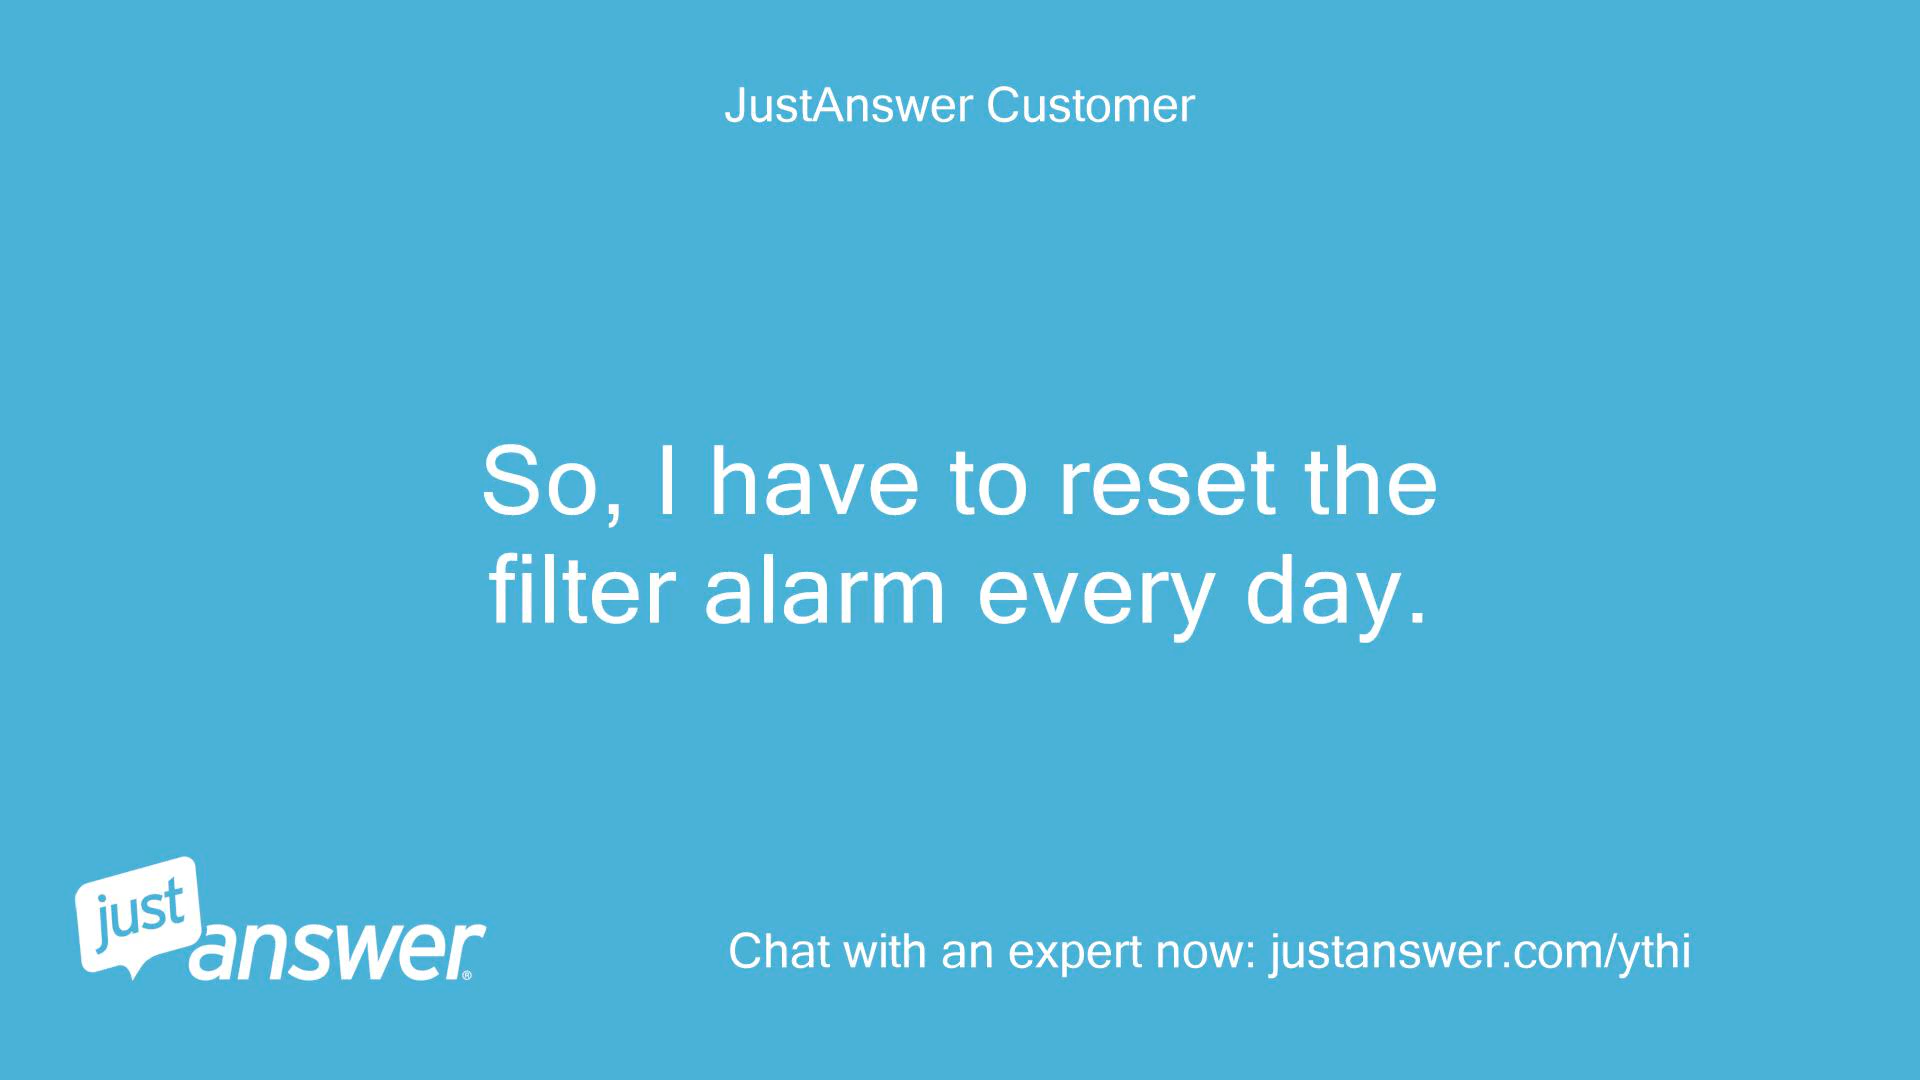 JustAnswer Customer
So, I have to reset the
filter alarm every day.
just
answer®
Chat with an expert now: justanswer.com/ythi